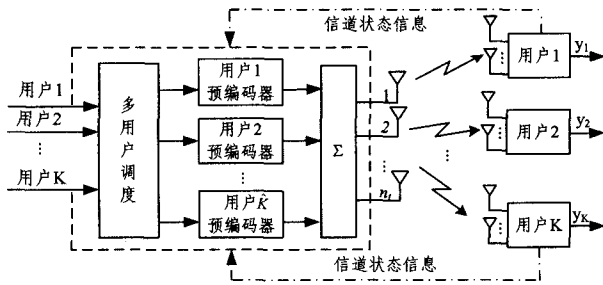 信道状态信息
用户1
用户2
⋮
用户K
多用户调度
用户1
预编码器
用户2
预编码器
⋮
用户K̂
预编码器
Σ
1
2
⋮
n_t
⋮
用户1
y₁
用户2
y₂
⋮
用户K
y_K
信道状态信息